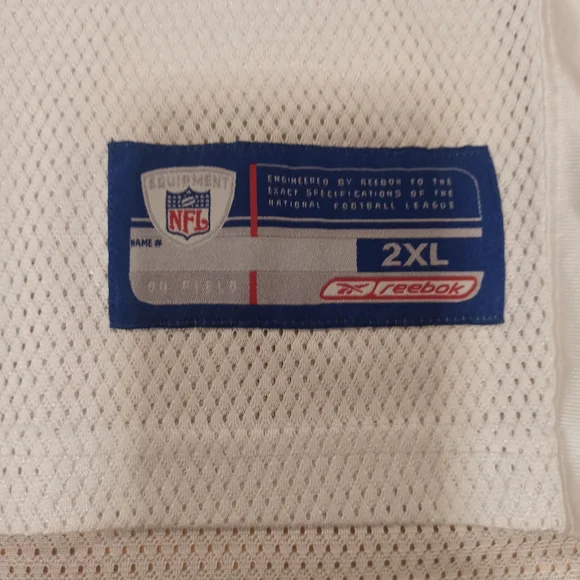 EQUIPMENT
NFL
ENGINEERED BY REEBOK TO THE
EXACT SPECIFICATIONS OF THE
NATIONAL FOOTBALL LEAGUE
NAME #
2XL
ON FIELD
Reebok